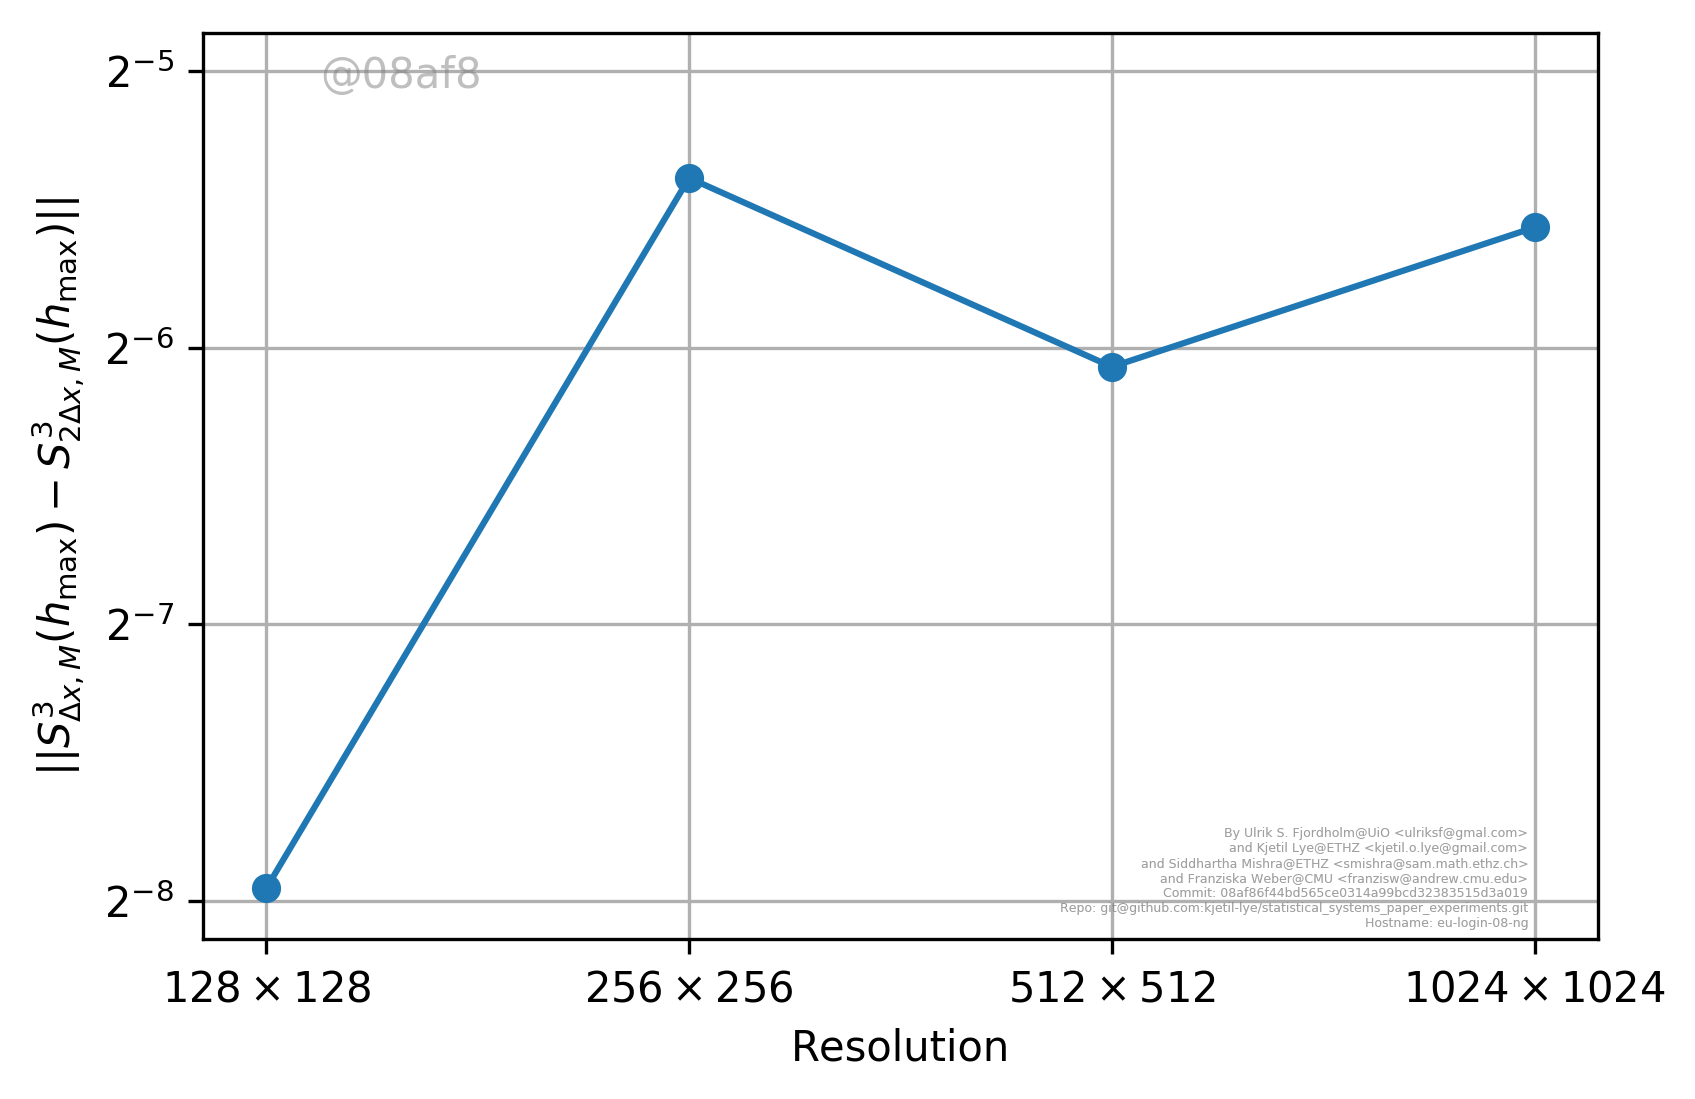 2⁻⁵
2⁻⁶
2⁻⁷
2⁻⁸
||S³_{Δx, M}(h_max) − S³_{2Δx, M}(h_max)||
@08af8
By Ulrik S. Fjordholm@UiO <ulriksf@gmal.com>
and Kjetil Lye@ETHZ <kjetil.o.lye@gmail.com>
and Siddhartha Mishra@ETHZ <smishra@sam.math.ethz.ch>
and Franziska Weber@CMU <franzisw@andrew.cmu.edu>
Commit: 08af86f44bd565ce0314a99bcd32383515d3a019
Repo: git@github.com:kjetil-lye/statistical_systems_paper_experiments.git
Hostname: eu-login-08-ng
128 × 128
256 × 256
512 × 512
1024 × 1024
Resolution